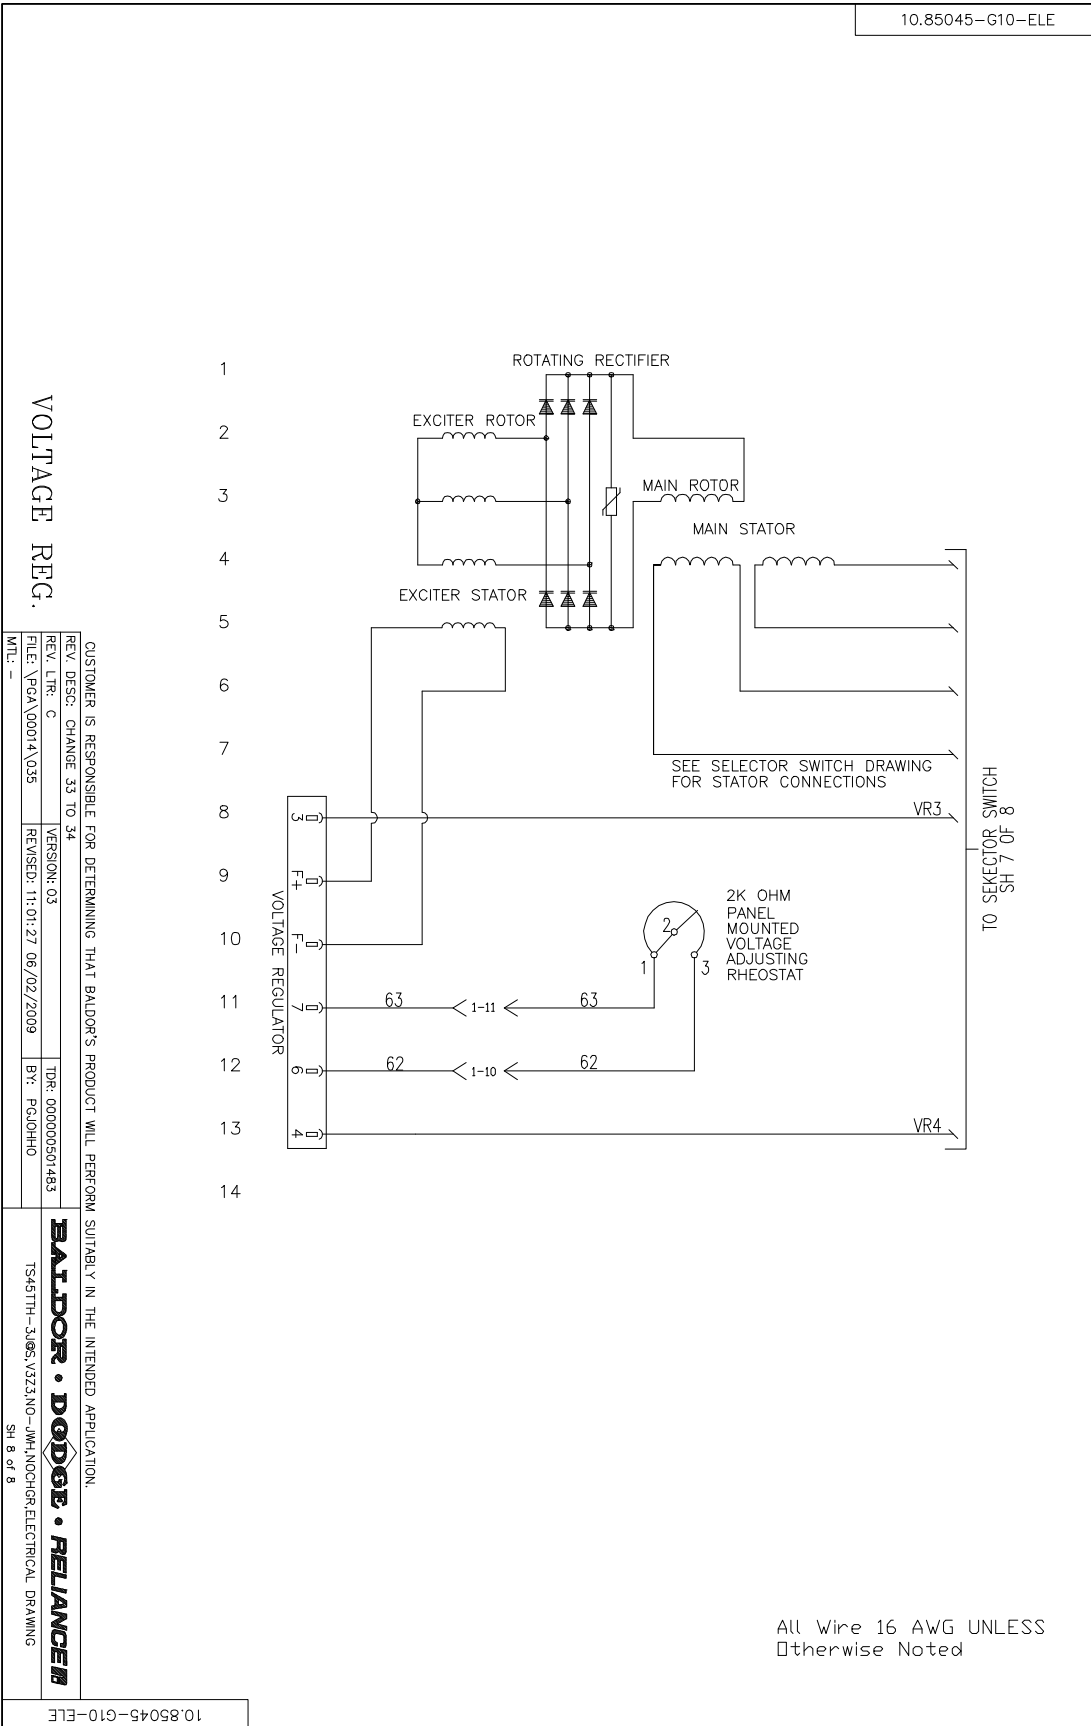 10.85045-G10-ELE
1
2
3
4
5
6
7
8
9
10
11
12
13
14
ROTATING RECTIFIER
EXCITER ROTOR
MAIN ROTOR
MAIN STATOR
EXCITER STATOR
SEE SELECTOR SWITCH DRAWING
FOR STATOR CONNECTIONS
VR3
TO SEKECTOR SWITCH
SH 7 OF 8
3
F+
F-
7
6
4
VOLTAGE REGULATOR
2K OHM
PANEL
MOUNTED
VOLTAGE
ADJUSTING
RHEOSTAT
2
1
3
63
1-11
63
62
1-10
62
VR4
All Wire 16 AWG UNLESS
Otherwise Noted
VOLTAGE REG.
CUSTOMER IS RESPONSIBLE FOR DETERMINING THAT BALDOR'S PRODUCT WILL PERFORM SUITABLY IN THE INTENDED APPLICATION.
REV. DESC: CHANGE 33 TO 34
REV. LTR: C
VERSION: 03
TDR: 000000501483
FILE: \PGA\00014\035
REVISED: 11:01:27 06/02/2009
BY: PGJOHHO
MTL: -
BALDOR • DODGE • RELIANCE
TS45TTH-3J@S,V3Z3,NO-JWH,NOCHGR,ELECTRICAL DRAWING
SH 8 of 8
10.85045-G10-ELE